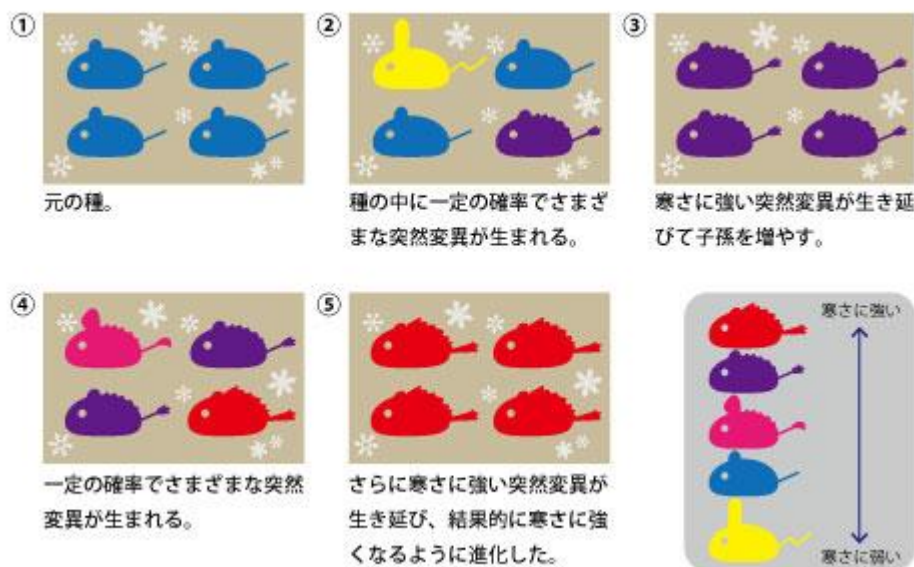 ①
元の種。
②
種の中に一定の確率でさまざ
まな突然変異が生まれる。
③
寒さに強い突然変異が生き延
びて子孫を増やす。
④
一定の確率でさまざまな突然
変異が生まれる。
⑤
さらに寒さに強い突然変異が
生き延び、結果的に寒さに強
くなるように進化した。
寒さに強い
寒さに弱い